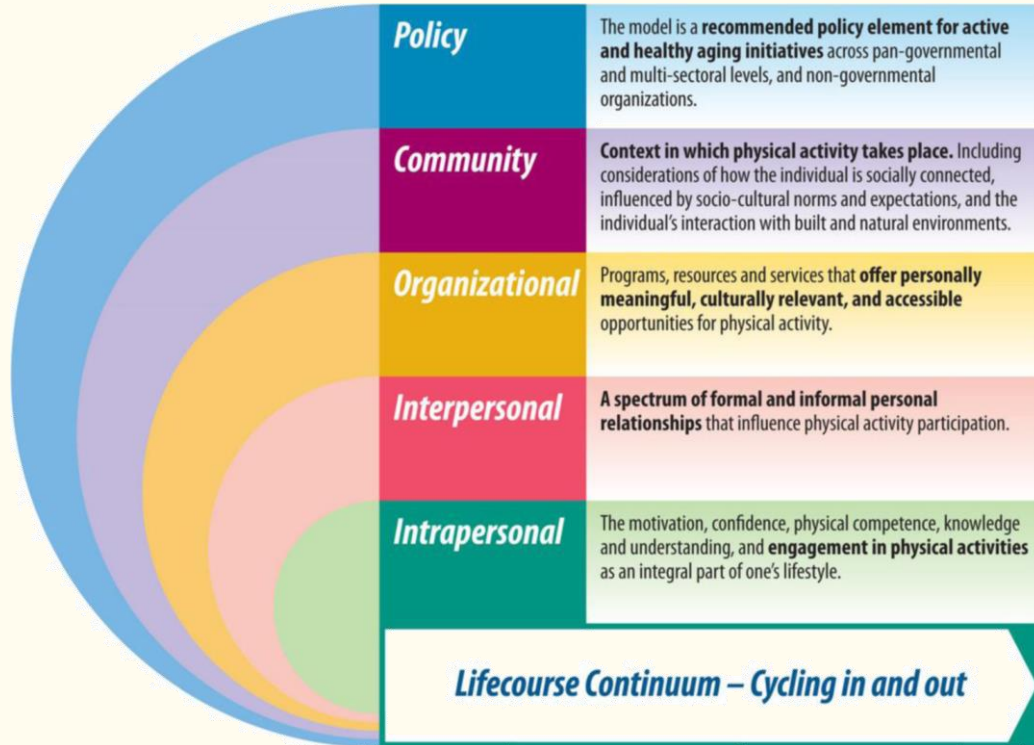 Policy
The model is a recommended policy element for active
and healthy aging initiatives across pan-governmental
and multi-sectoral levels, and non-governmental
organizations.
Community
Context in which physical activity takes place. Including
considerations of how the individual is socially connected,
influenced by socio-cultural norms and expectations, and the
individual's interaction with built and natural environments.
Organizational
Programs, resources and services that offer personally
meaningful, culturally relevant, and accessible
opportunities for physical activity.
Interpersonal
A spectrum of formal and informal personal
relationships that influence physical activity participation.
Intrapersonal
The motivation, confidence, physical competence, knowledge
and understanding, and engagement in physical activities
as an integral part of one's lifestyle.
Lifecourse Continuum – Cycling in and out